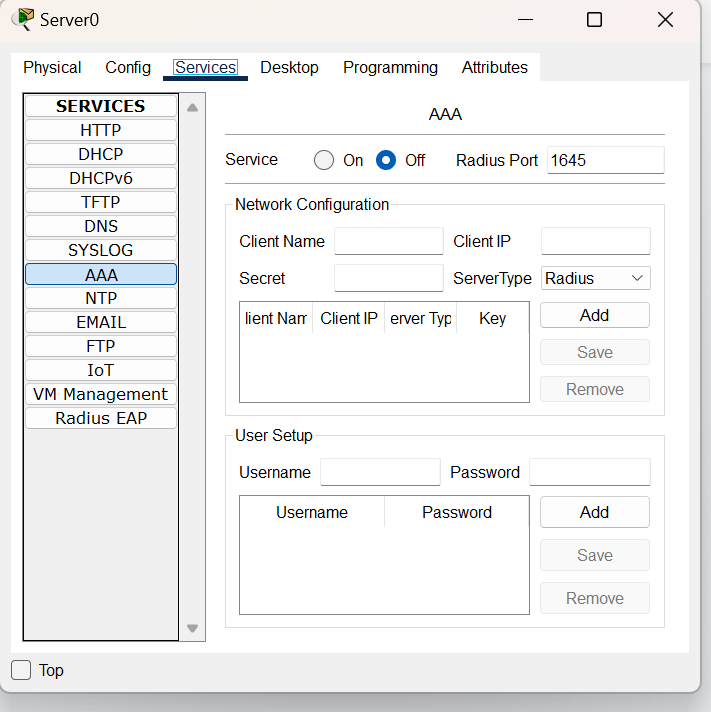 Server0
Physical Config Services Desktop Programming Attributes
SERVICES
HTTP
DHCP
DHCPv6
TFTP
DNS
SYSLOG
AAA
NTP
EMAIL
FTP
IoT
VM Management
Radius EAP
AAA
Service On Off Radius Port 1645
Network Configuration
Client Name Client IP
Secret ServerType Radius
lient Nam Client IP erver Typ Key
Add
Save
Remove
User Setup
Username Password
Username Password
Add
Save
Remove
Top